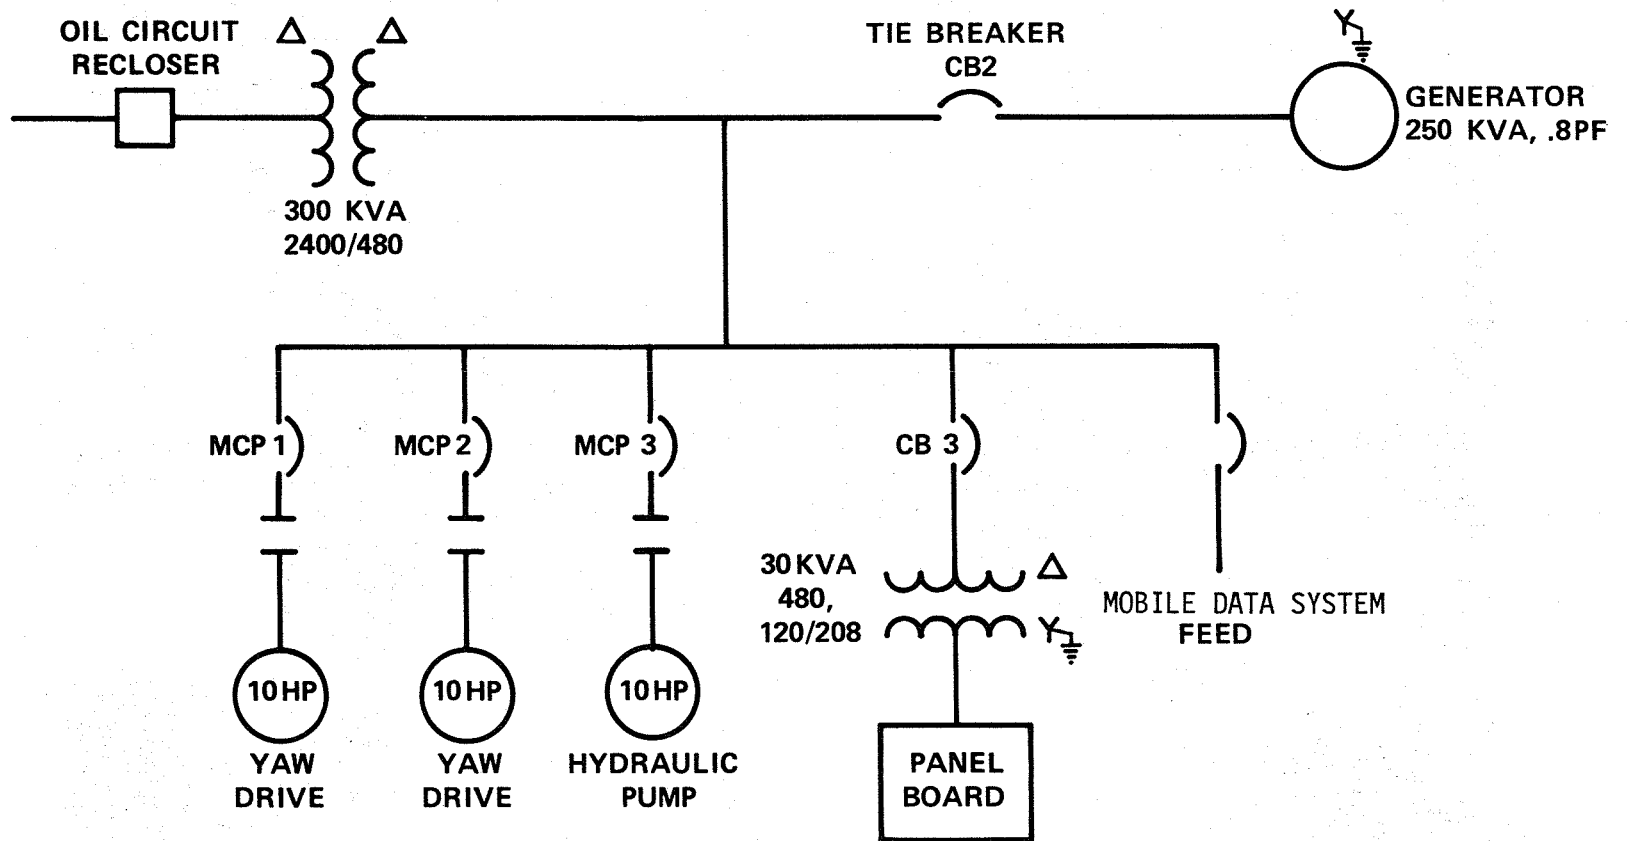 OIL CIRCUIT
RECLOSER
300 KVA
2400/480
TIE BREAKER
CB2
GENERATOR
250 KVA, .8PF
MCP 1
MCP 2
MCP 3
CB 3
30 KVA
480,
120/208
MOBILE DATA SYSTEM
FEED
10 HP
10 HP
10 HP
YAW
DRIVE
YAW
DRIVE
HYDRAULIC
PUMP
PANEL
BOARD